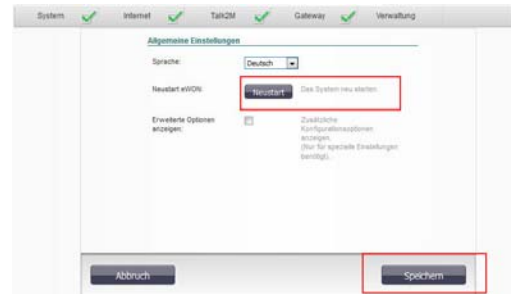 System Internet Talk2M Gateway Verwaltung
Allgemeine Einstellungen
Sprache: Deutsch
Neustart eWON: Neustart Das System neu starten.
Erweiterte Optionen anzeigen: Zusätzliche
Konfigurationsoptionen
anzeigen.
(Nur für spezielle Einstellungen
benötigt).
Abbruch Speichern